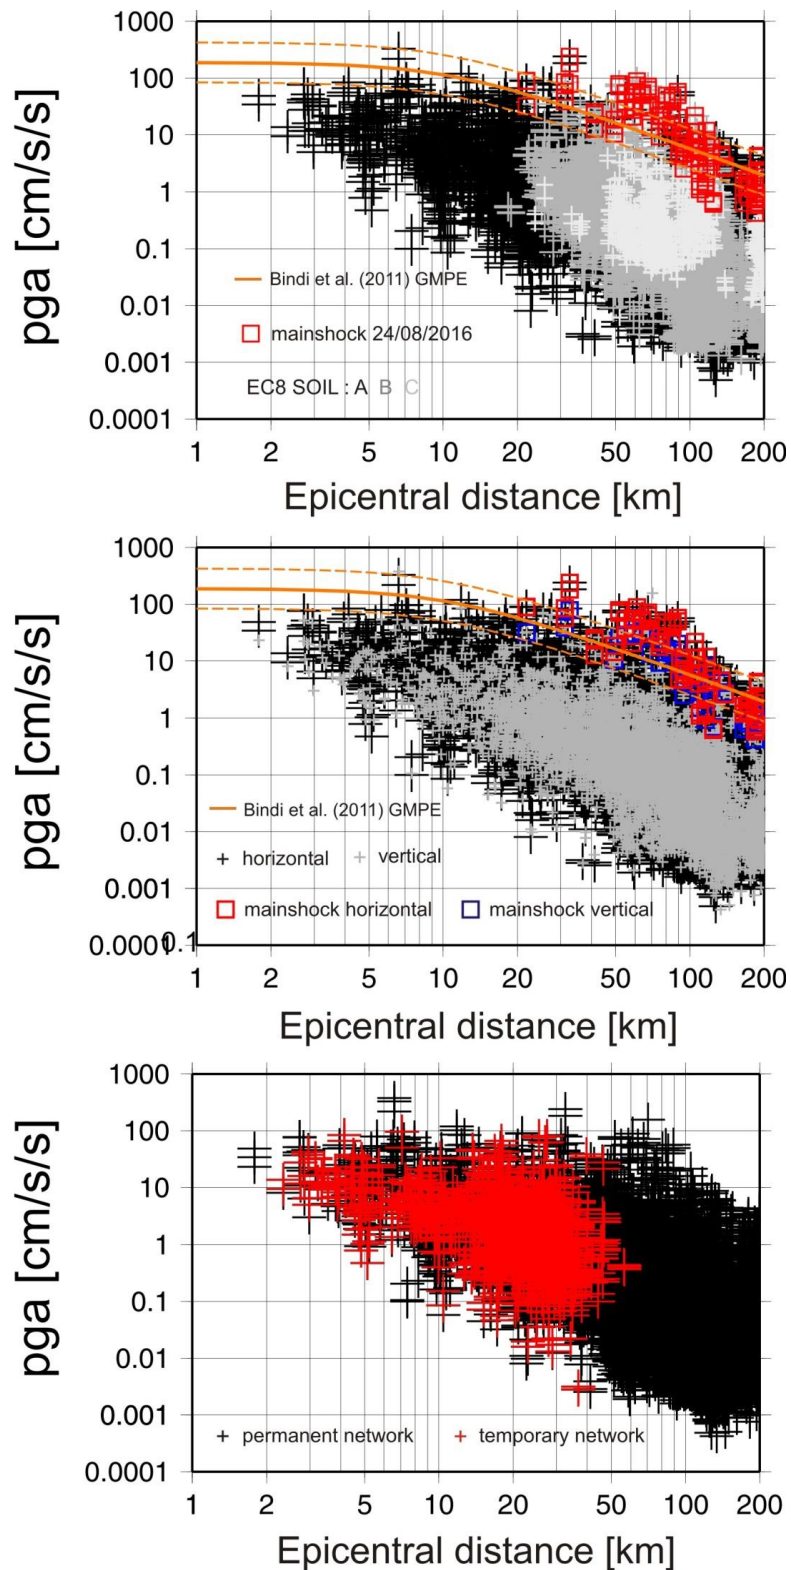 1000
100
10
1
0.1
0.01
0.001
0.0001
pga [cm/s/s]
Bindi et al. (2011) GMPE
mainshock 24/08/2016
EC8 SOIL : A B C
1 2 5 10 20 50 100 200
Epicentral distance [km]
1000
100
10
1
0.1
0.01
0.001
0.0001
0.1
pga [cm/s/s]
Bindi et al. (2011) GMPE
horizontal vertical
mainshock horizontal mainshock vertical
1 2 5 10 20 50 100 200
Epicentral distance [km]
1000
100
10
1
0.1
0.01
0.001
0.0001
pga [cm/s/s]
permanent network temporary network
1 2 5 10 20 50 100 200
Epicentral distance [km]